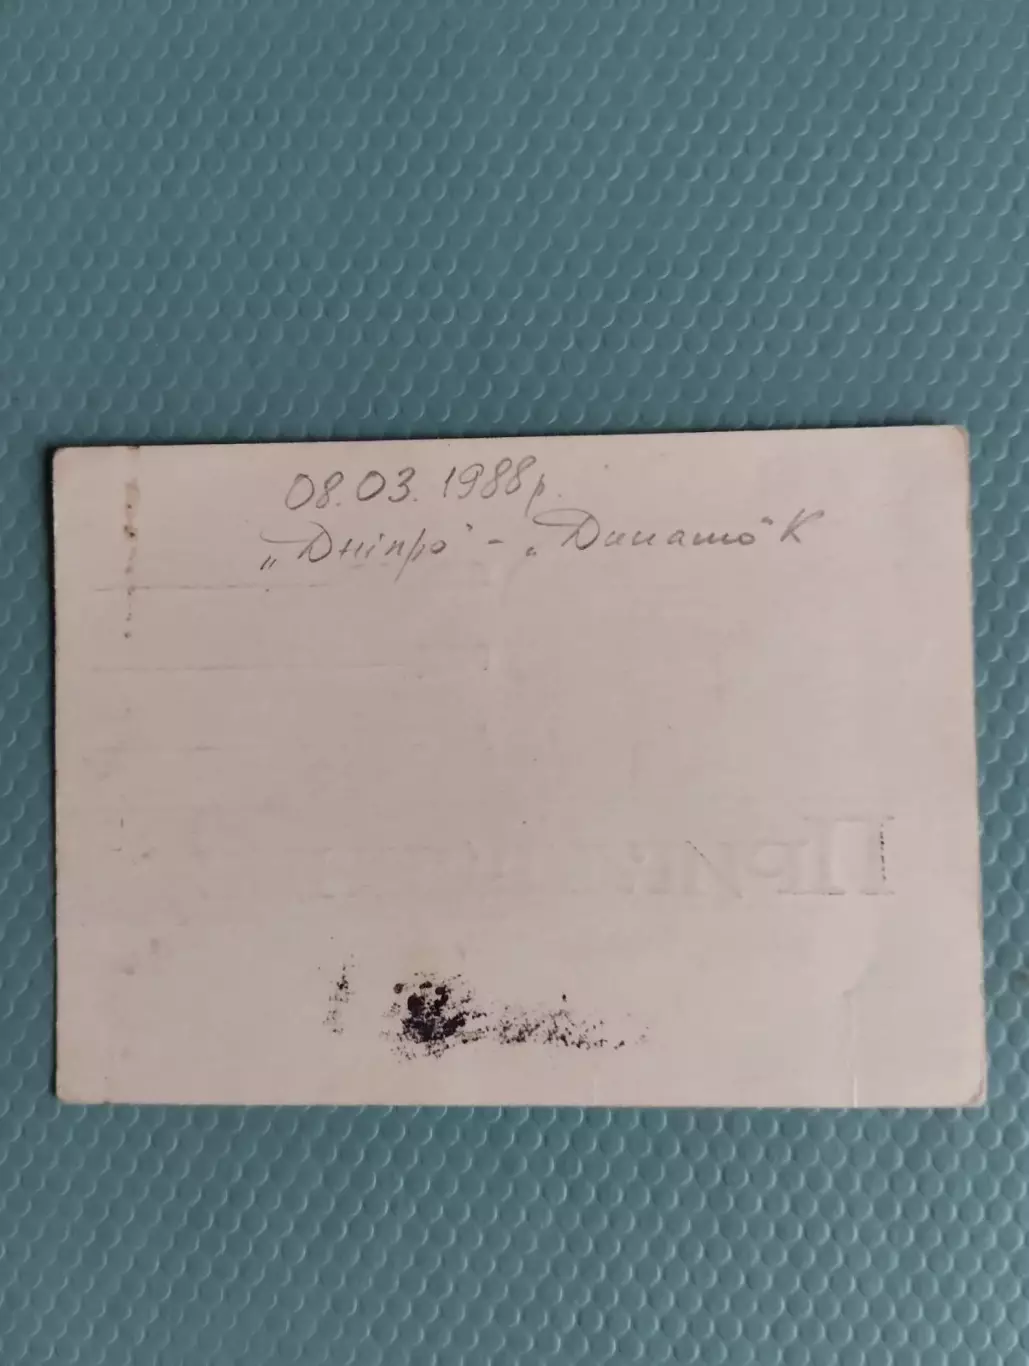 08.03.1988р.
„Дніпро" - „Динамо" К